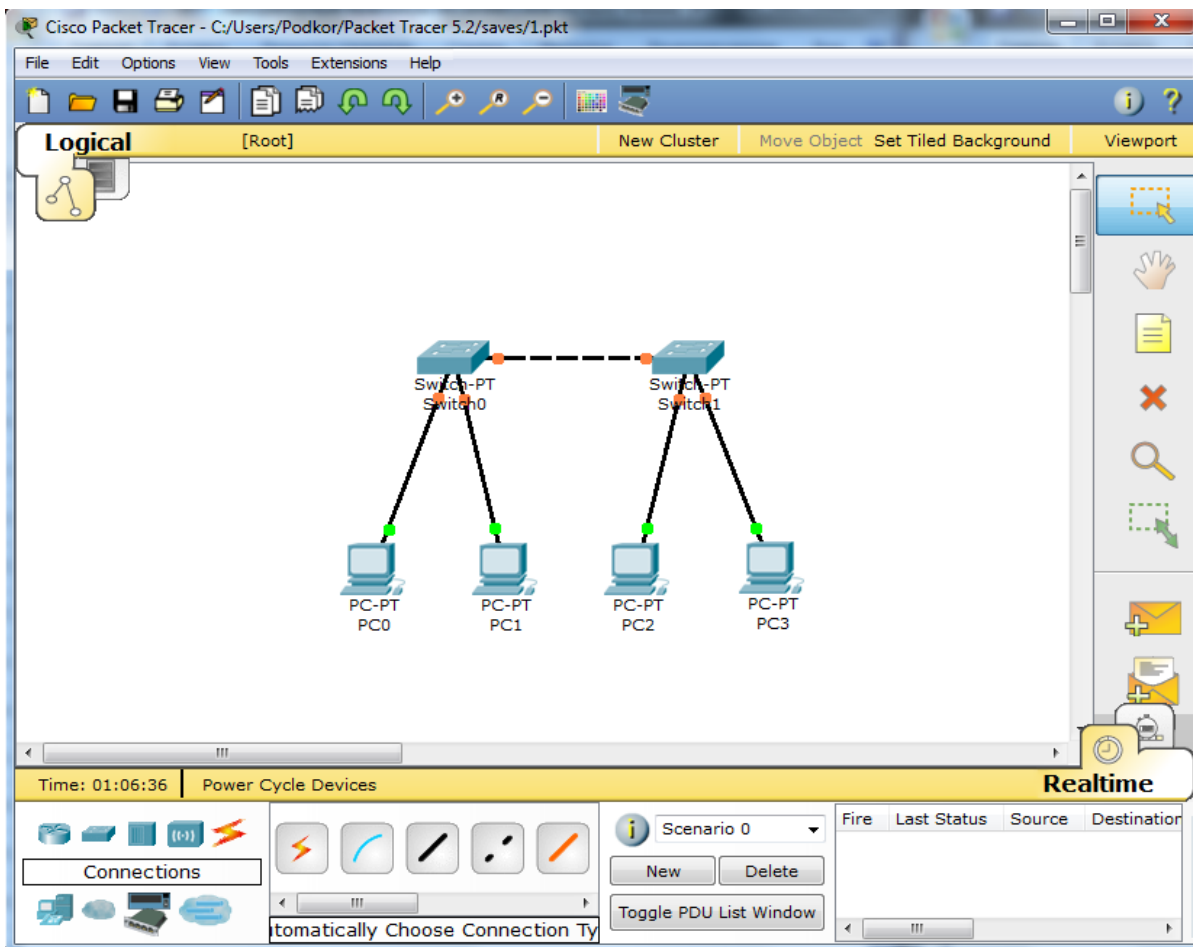 Cisco Packet Tracer - C:/Users/Podkor/Packet Tracer 5.2/saves/1.pkt
File Edit Options View Tools Extensions Help
Logical [Root] New Cluster Move Object Set Tiled Background Viewport
Switch-PT
Switch0
Switch-PT
Switch1
PC-PT
PC0
PC-PT
PC1
PC-PT
PC2
PC-PT
PC3
Time: 01:06:36 Power Cycle Devices Realtime
Connections
utomatically Choose Connection Ty
Scenario 0
New Delete
Toggle PDU List Window
Fire Last Status Source Destination